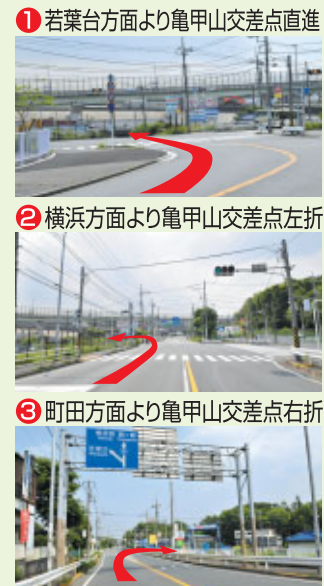 ❶若葉台方面より亀甲山交差点直進
❷横浜方面より亀甲山交差点左折
❸町田方面より亀甲山交差点右折